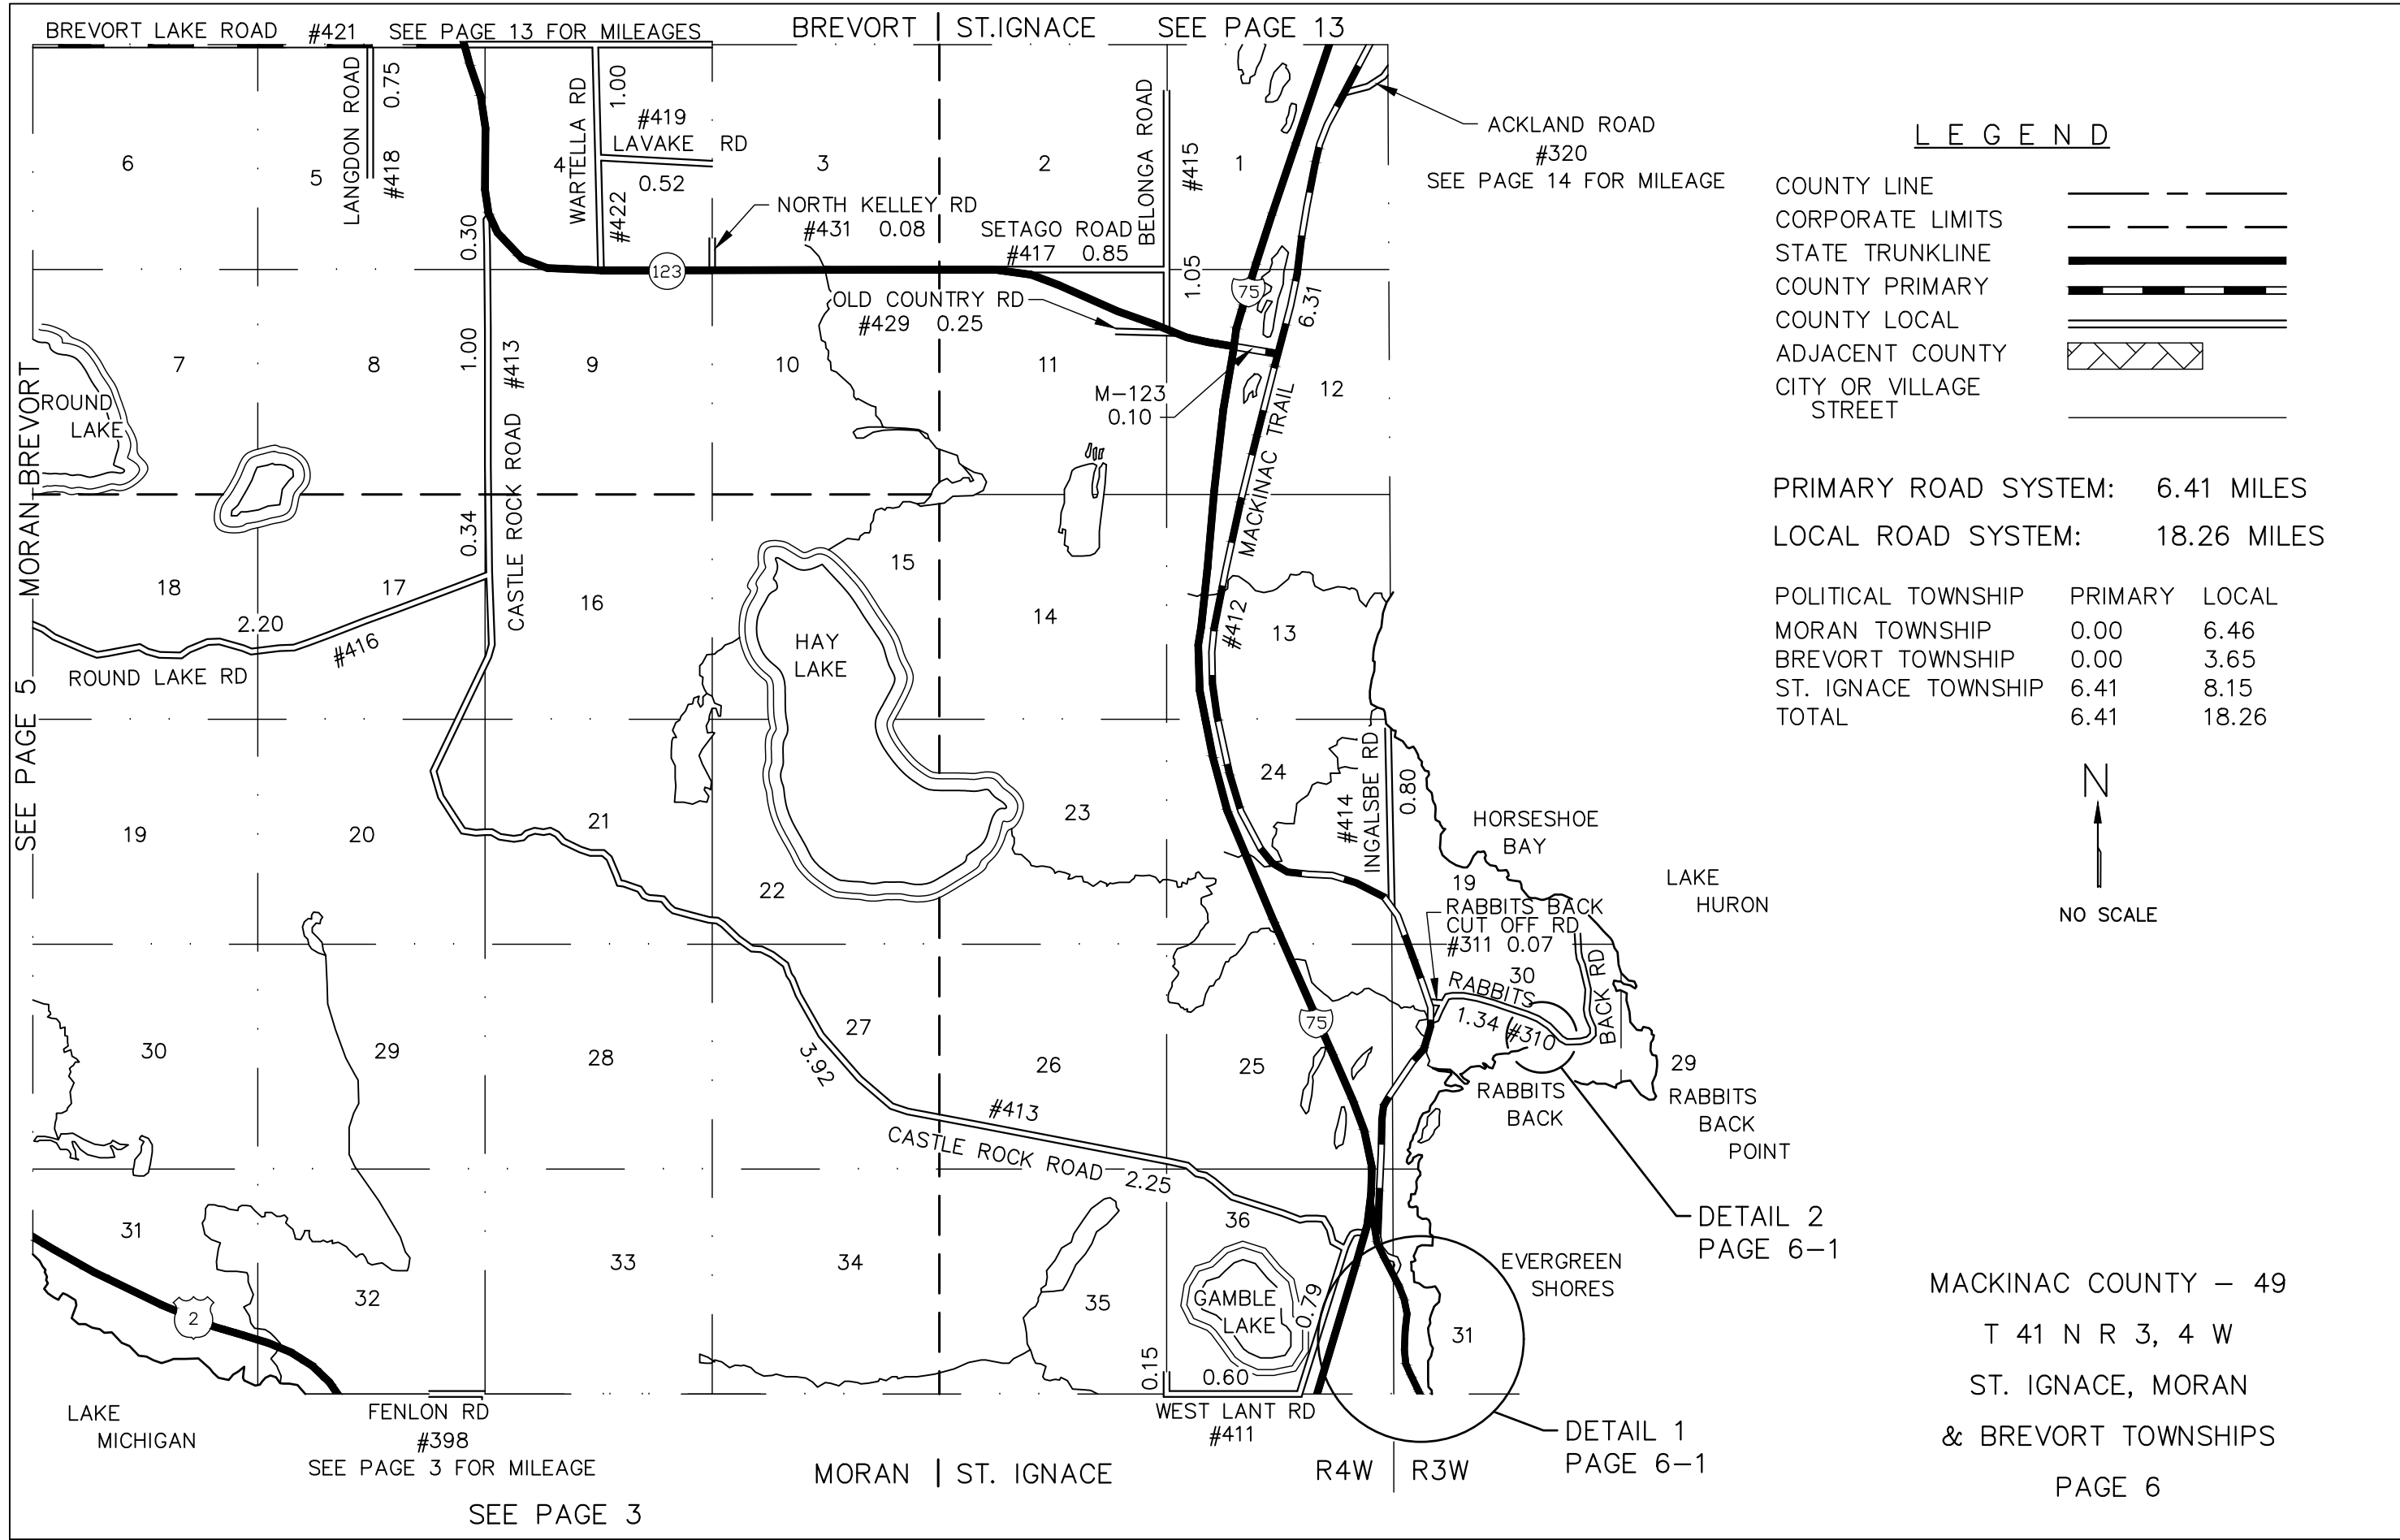 BREVORT LAKE ROAD #421 SEE PAGE 13 FOR MILEAGES
BREVORT | ST.IGNACE SEE PAGE 13
LANGDON ROAD
#418 0.75
WARTELLA RD
#422 1.00
#419
LAVAKE RD
0.52
BELONGA ROAD
#415
1.05
ACKLAND ROAD
#320
SEE PAGE 14 FOR MILEAGE
6
5
4
3
2
1
NORTH KELLEY RD
#431 0.08
SETAGO ROAD
#417 0.85
0.30
123
75
6.31
OLD COUNTRY RD
#429 0.25
M-123
0.10
MACKINAC TRAIL
#412
7
8
9
10
11
12
1.00
CASTLE ROCK ROAD #413
ROUND
LAKE
SEE PAGE 5 MORAN BREVORT
0.34
18
17
16
15
14
13
2.20
#416
ROUND LAKE RD
HAY
LAKE
19
20
21
22
23
24
#414
INGALSBE RD
0.80
HORSESHOE
BAY
LAKE
HURON
19
RABBITS BACK
CUT OFF RD
#311 0.07
30
RABBITS
BACK RD
1.34 #310
75
30
29
28
27
26
25
29
3.92
#413
CASTLE ROCK ROAD 2.25
RABBITS
BACK
RABBITS
BACK
POINT
DETAIL 2
PAGE 6-1
31
32
33
34
35
36
31
2
GAMBLE
LAKE
0.79
0.15
0.60
EVERGREEN
SHORES
LAKE
MICHIGAN
FENLON RD
#398
SEE PAGE 3 FOR MILEAGE
WEST LANT RD
#411
DETAIL 1
PAGE 6-1
MORAN | ST. IGNACE
R4W R3W
SEE PAGE 3
LEGEND
COUNTY LINE
CORPORATE LIMITS
STATE TRUNKLINE
COUNTY PRIMARY
COUNTY LOCAL
ADJACENT COUNTY
CITY OR VILLAGE
STREET
PRIMARY ROAD SYSTEM: 6.41 MILES
LOCAL ROAD SYSTEM: 18.26 MILES
POLITICAL TOWNSHIP PRIMARY LOCAL
MORAN TOWNSHIP 0.00 6.46
BREVORT TOWNSHIP 0.00 3.65
ST. IGNACE TOWNSHIP 6.41 8.15
TOTAL 6.41 18.26
N
NO SCALE
MACKINAC COUNTY - 49
T 41 N R 3, 4 W
ST. IGNACE, MORAN
& BREVORT TOWNSHIPS
PAGE 6